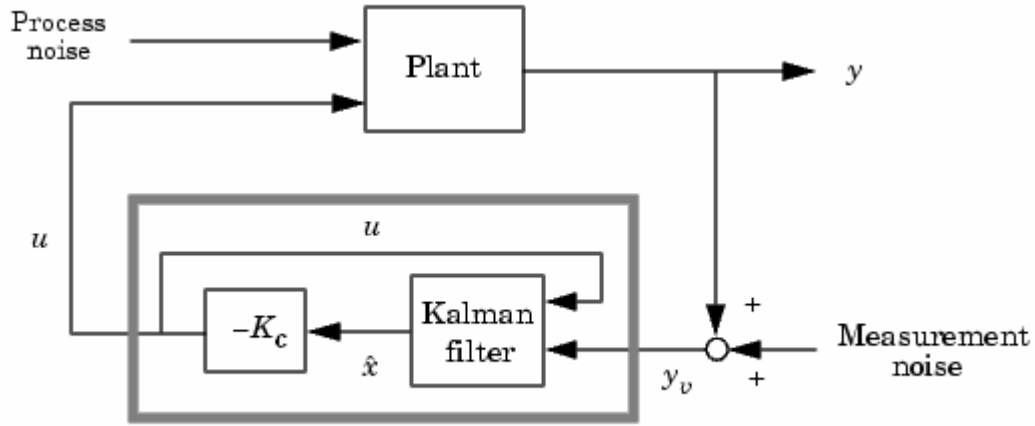 Process
noise
Plant
y
u
u
-K_c
Kalman
filter
x̂
y_v
+
+
Measurement
noise